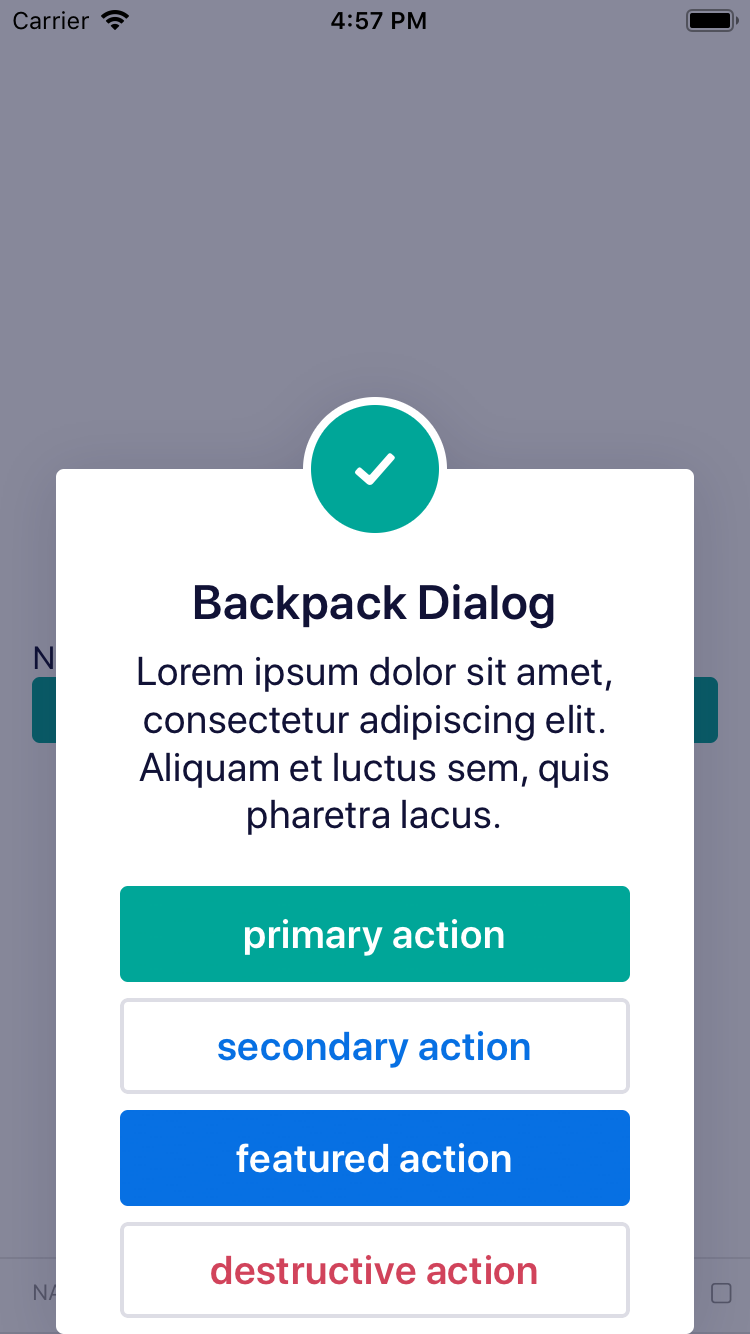 Carrier 4:57 PM
Backpack Dialog
Lorem ipsum dolor sit amet,
consectetur adipiscing elit.
Aliquam et luctus sem, quis
pharetra lacus.
primary action
secondary action
featured action
destructive action